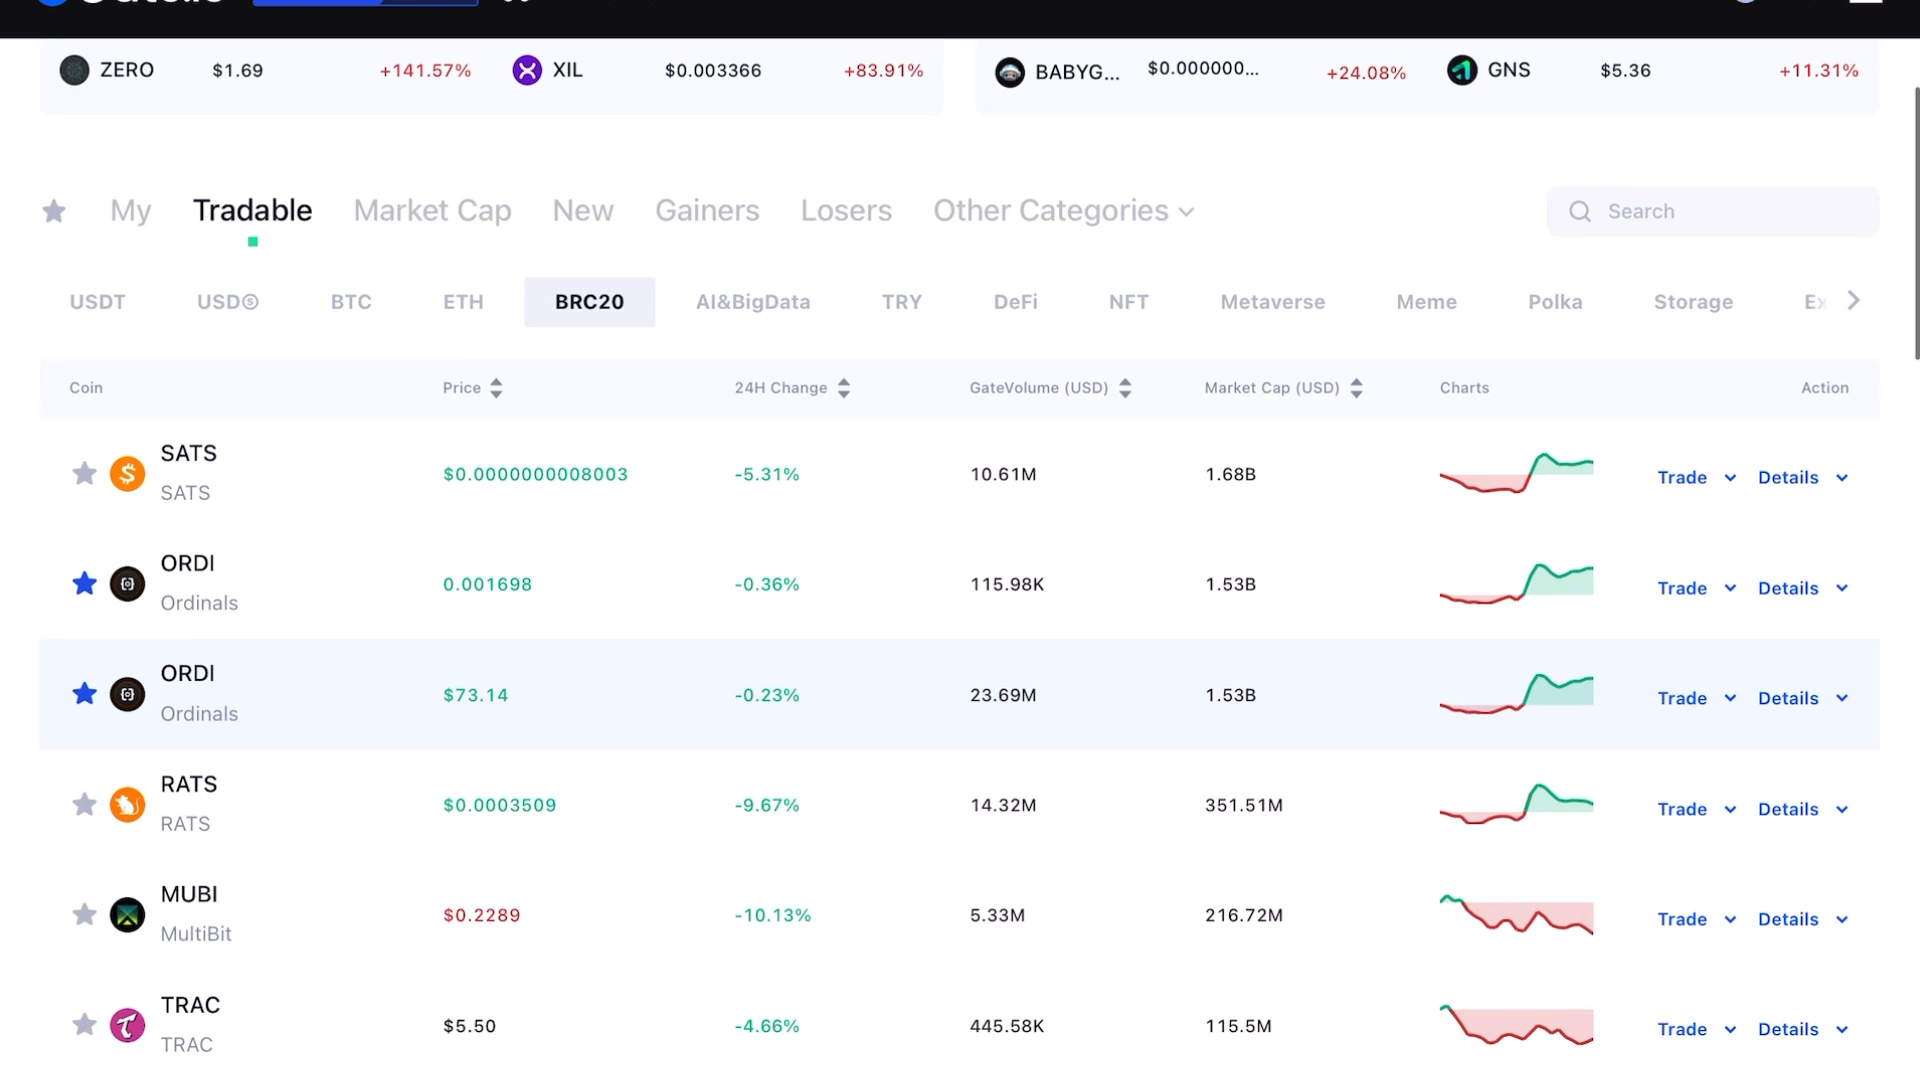 ZERO $1.69 +141.57% XIL $0.003366 +83.91% BABYG... $0.000000... +24.08% GNS $5.36 +11.31%
My Tradable Market Cap New Gainers Losers Other Categories Search
USDT USDⓈ BTC ETH BRC20 AI&BigData TRY DeFi NFT Metaverse Meme Polka Storage Ex
Coin Price 24H Change GateVolume (USD) Market Cap (USD) Charts Action
SATS
SATS
$0.0000000008003 -5.31% 10.61M 1.68B Trade Details
ORDI
Ordinals
0.001698 -0.36% 115.98K 1.53B Trade Details
ORDI
Ordinals
$73.14 -0.23% 23.69M 1.53B Trade Details
RATS
RATS
$0.0003509 -9.67% 14.32M 351.51M Trade Details
MUBI
MultiBit
$0.2289 -10.13% 5.33M 216.72M Trade Details
TRAC
TRAC
$5.50 -4.66% 445.58K 115.5M Trade Details